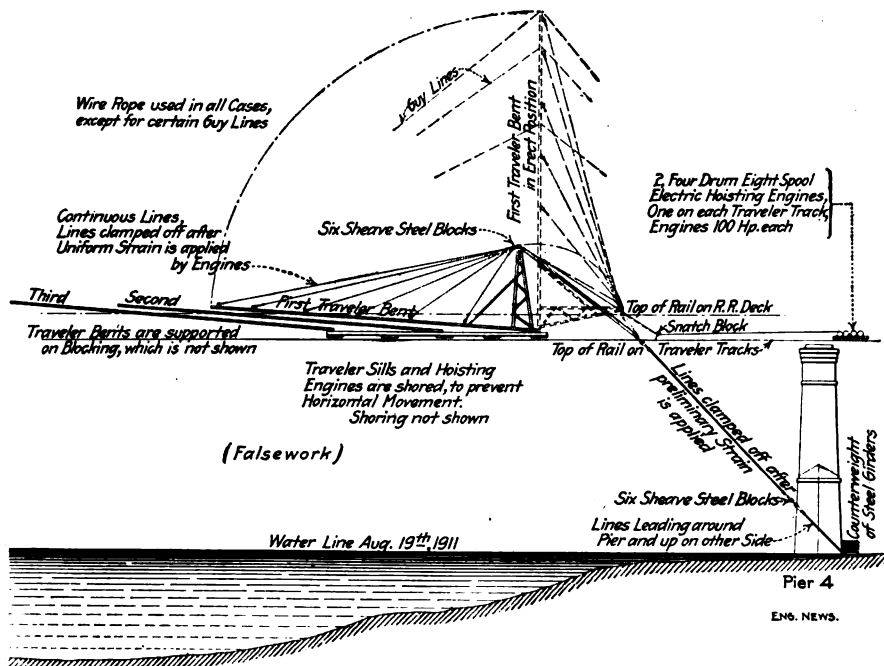 Wire Rope used in all Cases,
except for certain Guy Lines
Guy Lines
First Traveler Bent
in Erect Position
2, Four Drum Eight Spool
Electric Hoisting Engines,
One on each Traveler Track,
Engines 100 Hp. each
Continuous Lines,
Lines clamped off after
Uniform Strain is applied
by Engines
Six Sheave Steel Blocks
Third
Second
First Traveler Bent
Top of Rail on R.R. Deck
Snatch Block
Traveler Bents are supported
on Blocking, which is not shown
Top of Rail on Traveler Tracks
Traveler Sills and Hoisting
Engines are shored, to prevent
Horizontal Movement.
Shoring not shown
Lines clamped off after
preliminary Strain
is applied
(Falsework)
Six Sheave Steel Blocks
Lines Leading around
Pier and up on other Side
Counterweight
of Steel Girders
Water Line Aug. 19th, 1911
Pier 4
ENG. NEWS.